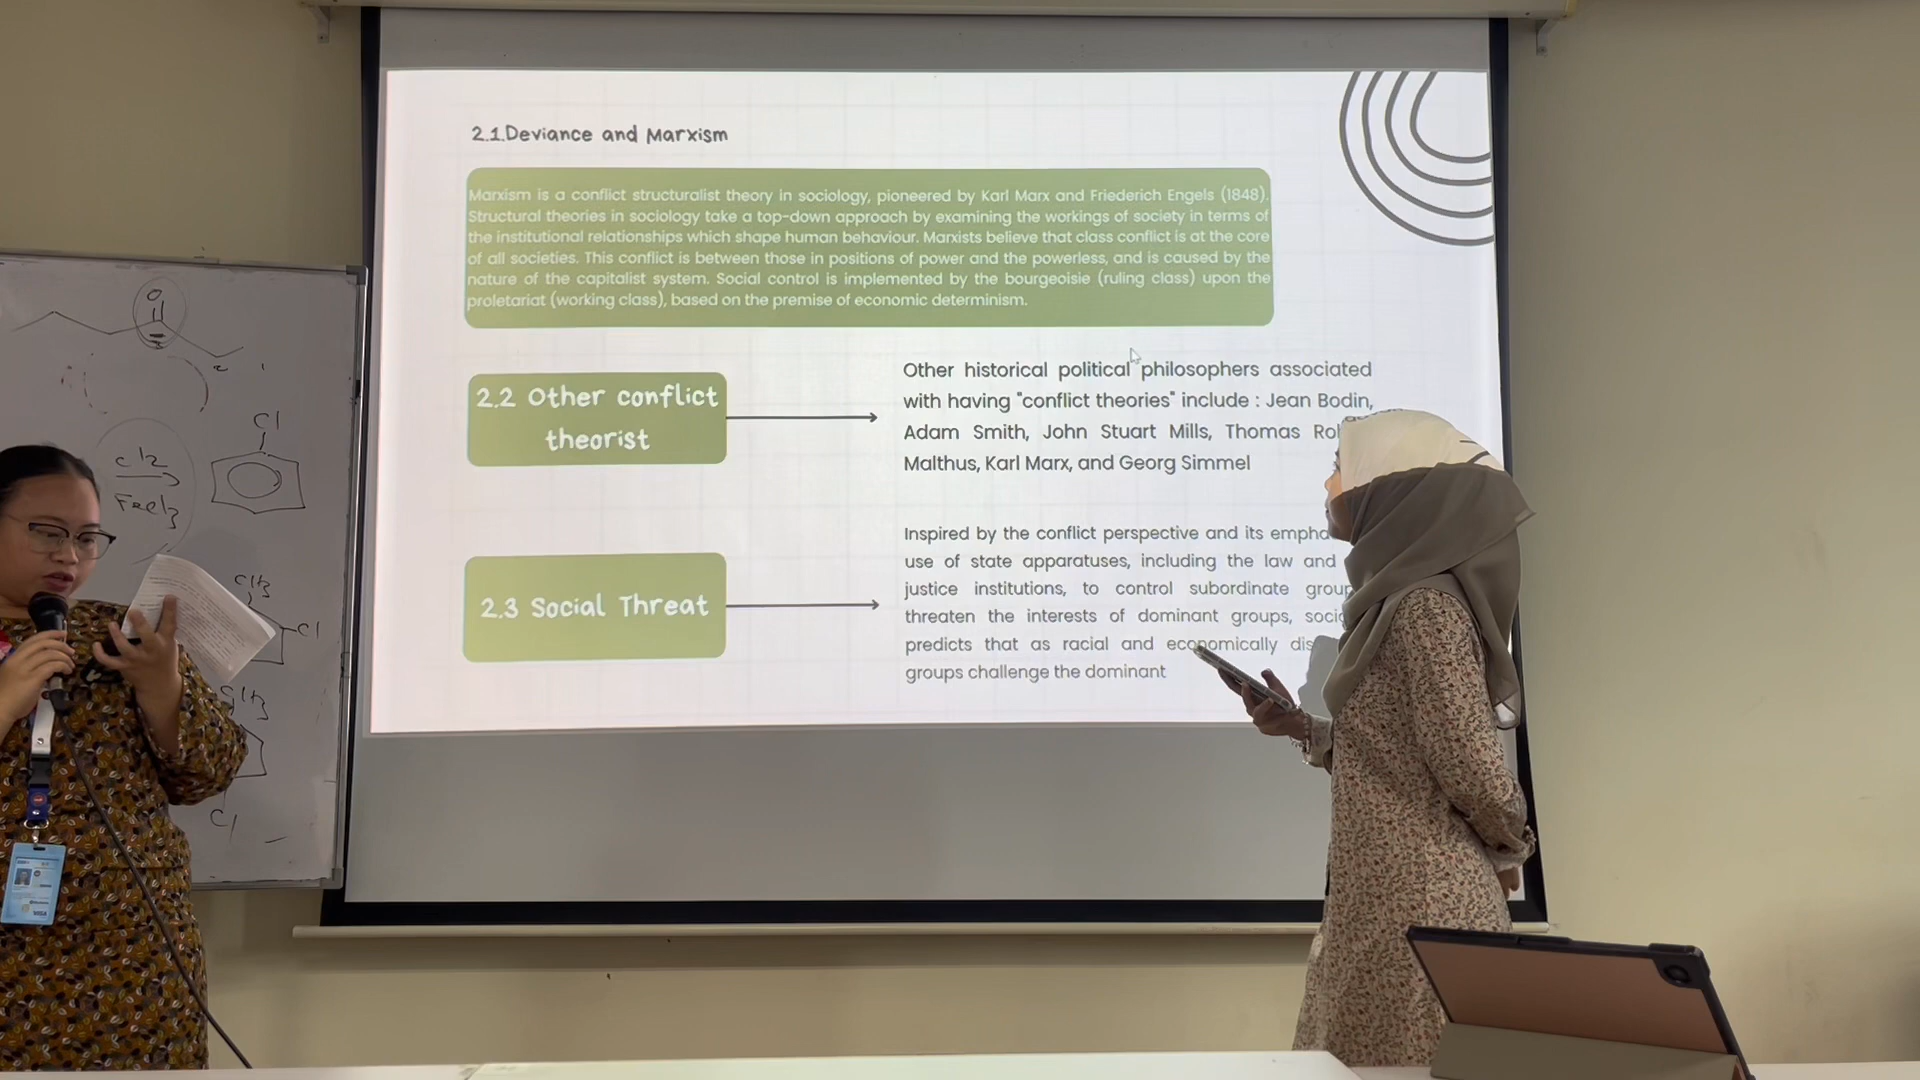 2.1.Deviance and Marxism
Marxism is a conflict structuralist theory in sociology, pioneered by Karl Marx and Friederich Engels (1848).
Structural theories in sociology take a top-down approach by examining the workings of society in terms of
the institutional relationships which shape human behaviour. Marxists believe that class conflict is at the core
of all societies. This conflict is between those in positions of power and the powerless, and is caused by the
nature of the capitalist system. Social control is implemented by the bourgeoisie (ruling class) upon the
proletariat (working class), based on the premise of economic determinism.
2.2 Other conflict
theorist
Other historical political philosophers associated
with having "conflict theories" include : Jean Bodin,
Adam Smith, John Stuart Mills, Thomas
Malthus, Karl Marx, and Georg Simmel
2.3 Social Threat
Inspired by the conflict perspective and its
use of state apparatuses, including the law and
justice institutions, to control subordinate
threaten the interests of dominant groups,
predicts that as racial and economically
groups challenge the dominant
O
Cl
Cl2
FeCl3
CH3
Cl
CH3
Cl